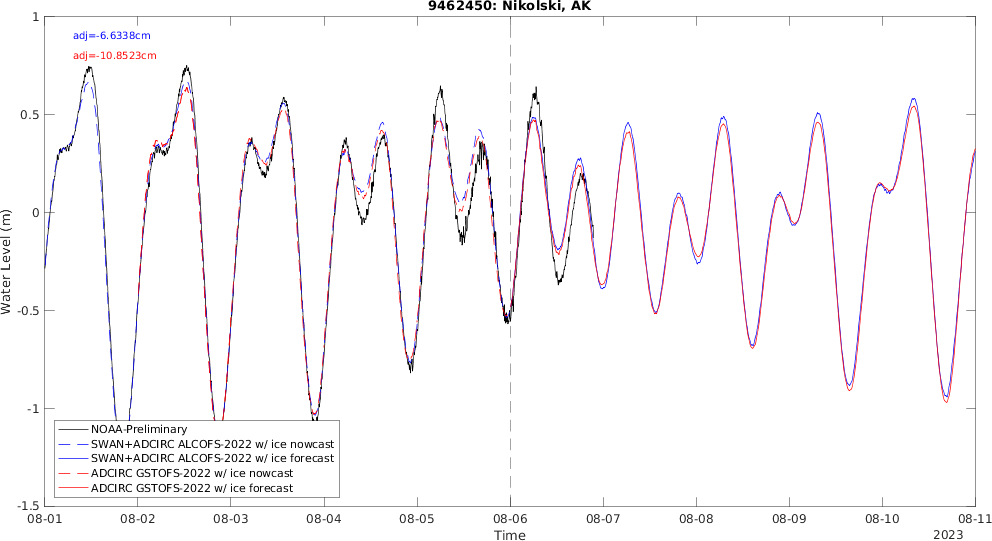 9462450: Nikolski, AK
adj=-6.6338cm
adj=-10.8523cm
Water Level (m)
1
0.5
0
-0.5
-1
-1.5
NOAA-Preliminary
SWAN+ADCIRC ALCOFS-2022 w/ ice nowcast
SWAN+ADCIRC ALCOFS-2022 w/ ice forecast
ADCIRC GSTOFS-2022 w/ ice nowcast
ADCIRC GSTOFS-2022 w/ ice forecast
08-01 08-02 08-03 08-04 08-05 08-06 08-07 08-08 08-09 08-10 08-11
Time
2023